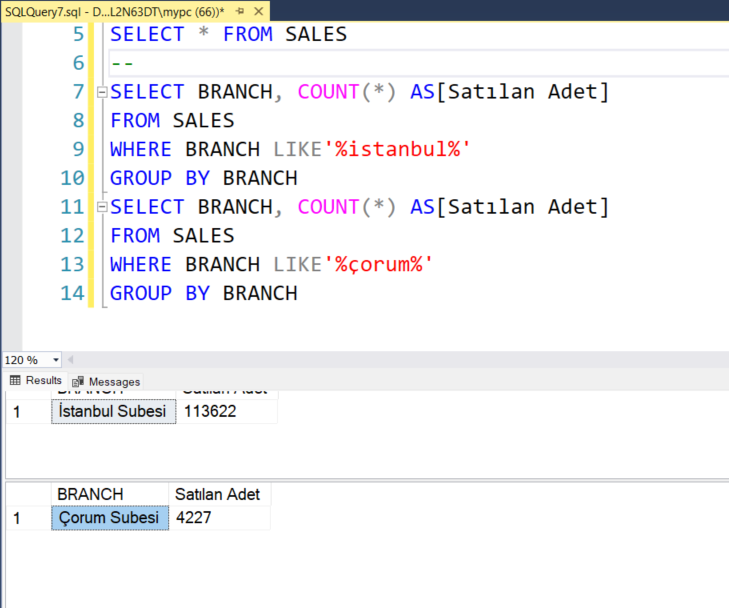 SQLQuery7.sql - D...L2N63DT\mypc (66))*
5 SELECT * FROM SALES
6 --
7 SELECT BRANCH, COUNT(*) AS[Satılan Adet]
8 FROM SALES
9 WHERE BRANCH LIKE'%istanbul%'
10 GROUP BY BRANCH
11 SELECT BRANCH, COUNT(*) AS[Satılan Adet]
12 FROM SALES
13 WHERE BRANCH LIKE'%çorum%'
14 GROUP BY BRANCH
120 %
Results Messages
BRANCH Satılan Adet
1 İstanbul Subesi 113622
BRANCH Satılan Adet
1 Çorum Subesi 4227